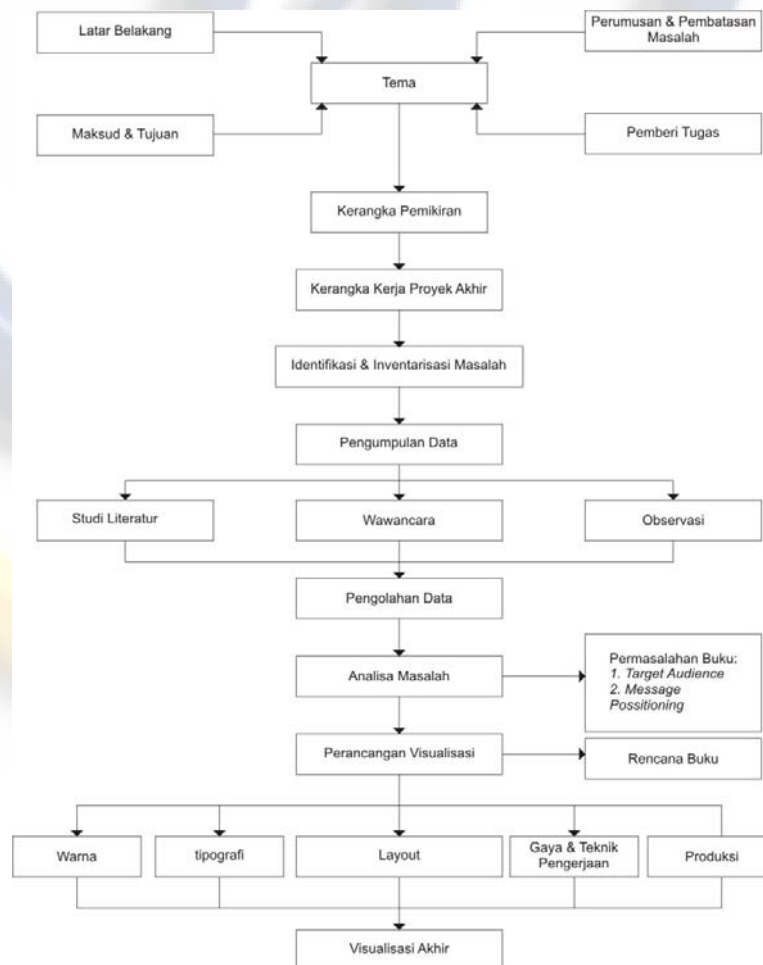 Latar Belakang
Perumusan & Pembatasan
Masalah
Tema
Maksud & Tujuan
Pemberi Tugas
Kerangka Pemikiran
Kerangka Kerja Proyek Akhir
Identifikasi & Inventarisasi Masalah
Pengumpulan Data
Studi Literatur
Wawancara
Observasi
Pengolahan Data
Analisa Masalah
Permasalahan Buku:
1. Target Audience
2. Message
Possitioning
Perancangan Visualisasi
Rencana Buku
Warna
tipografi
Layout
Gaya & Teknik
Pengerjaan
Produksi
Visualisasi Akhir